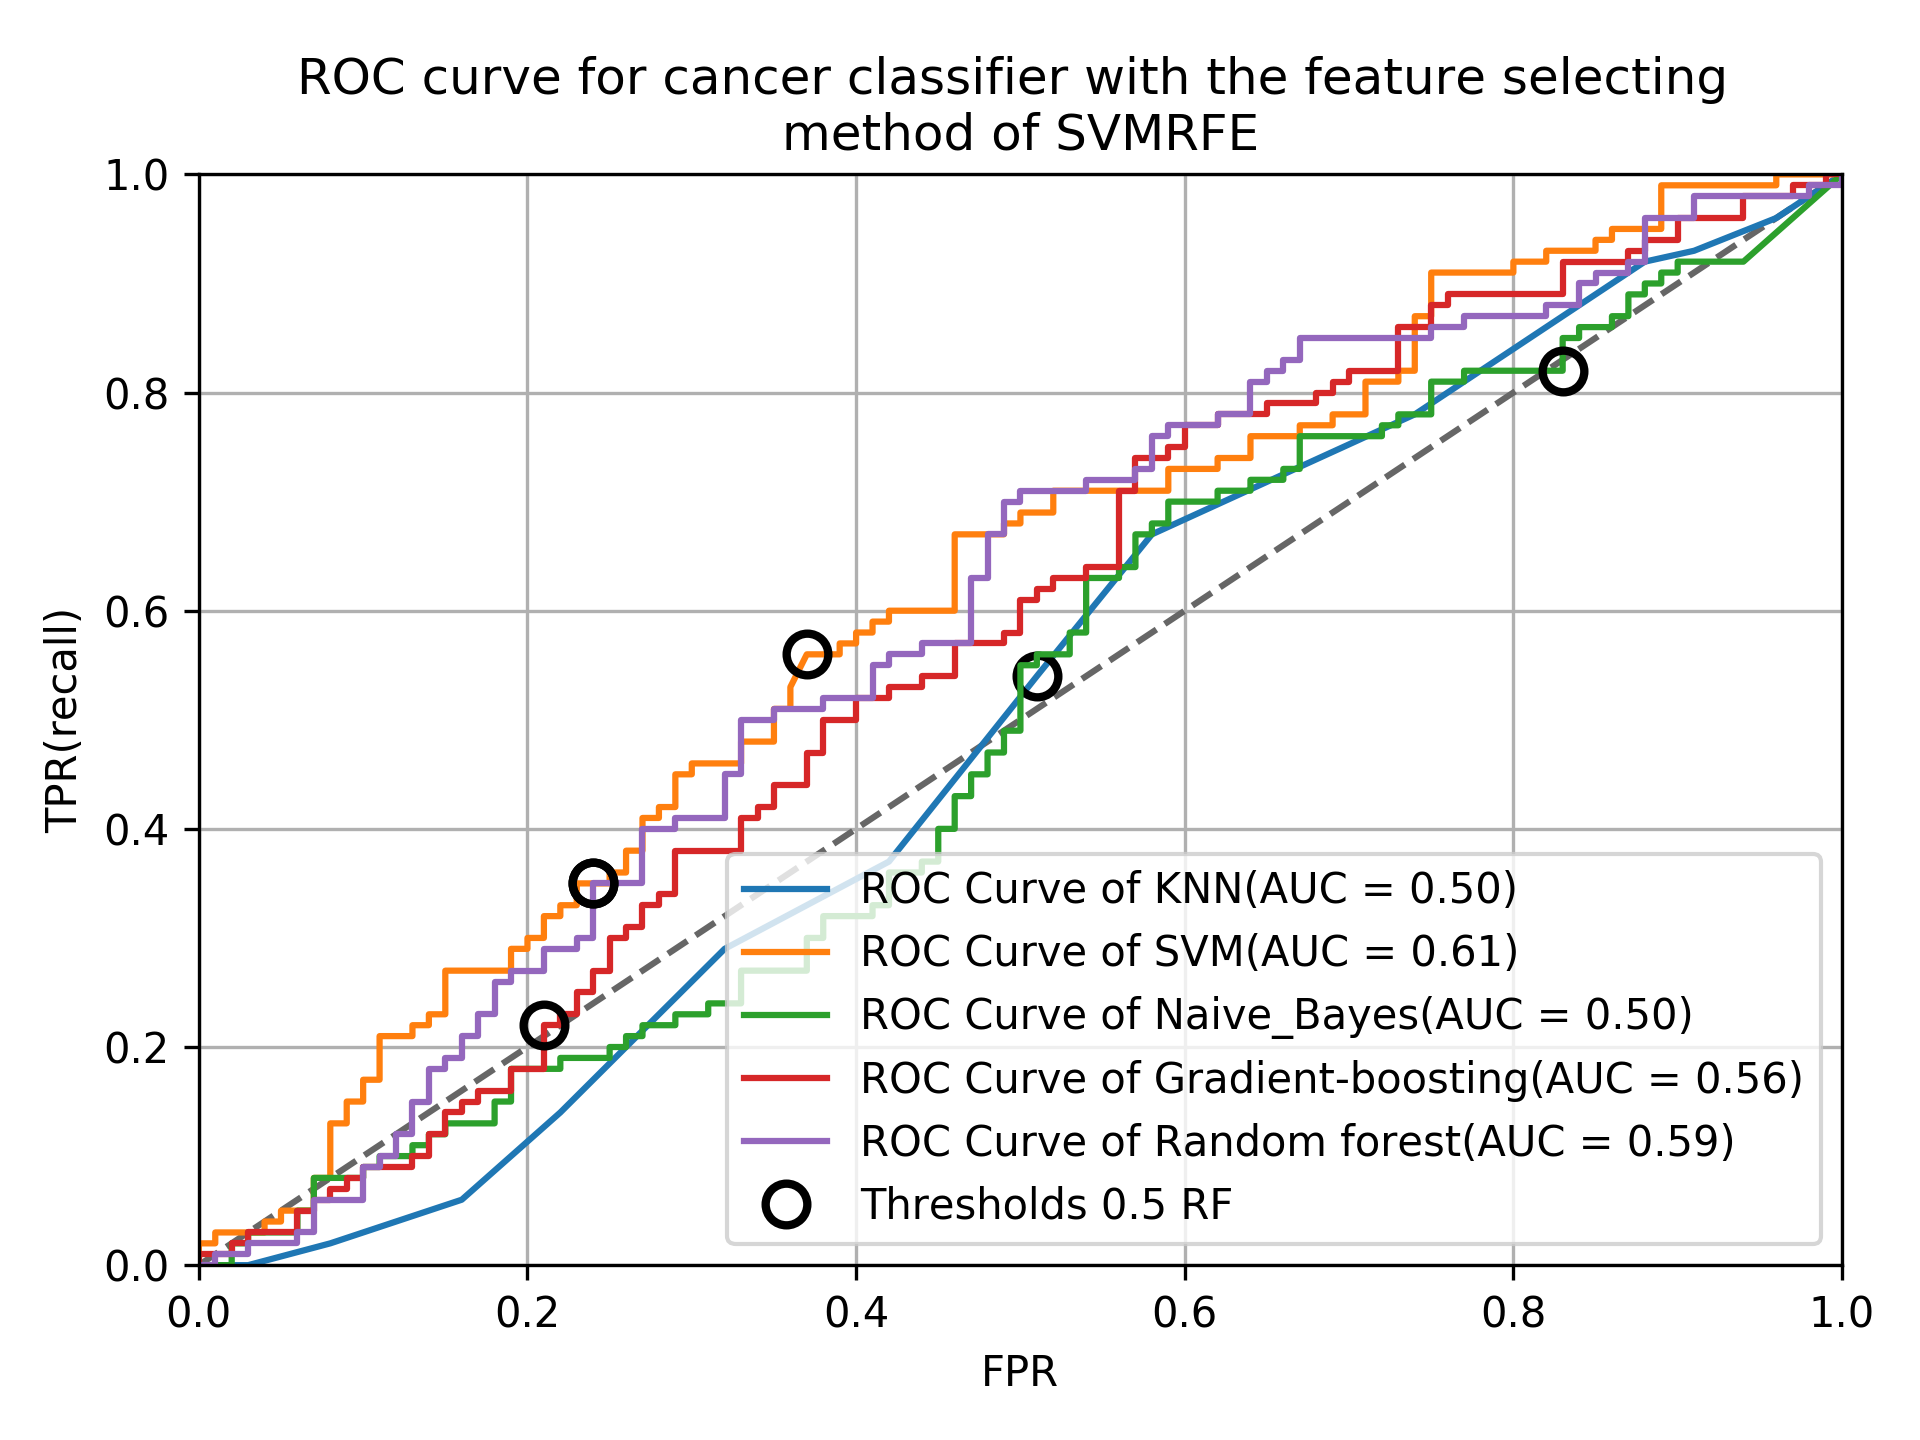 ROC curve for cancer classifier with the feature selecting
method of SVMRFE
1.0
0.8
0.6
0.4
0.2
0.0
TPR(recall)
ROC Curve of KNN(AUC = 0.50)
ROC Curve of SVM(AUC = 0.61)
ROC Curve of Naive_Bayes(AUC = 0.50)
ROC Curve of Gradient-boosting(AUC = 0.56)
ROC Curve of Random forest(AUC = 0.59)
Thresholds 0.5 RF
0.0 0.2 0.4 0.6 0.8 1.0
FPR